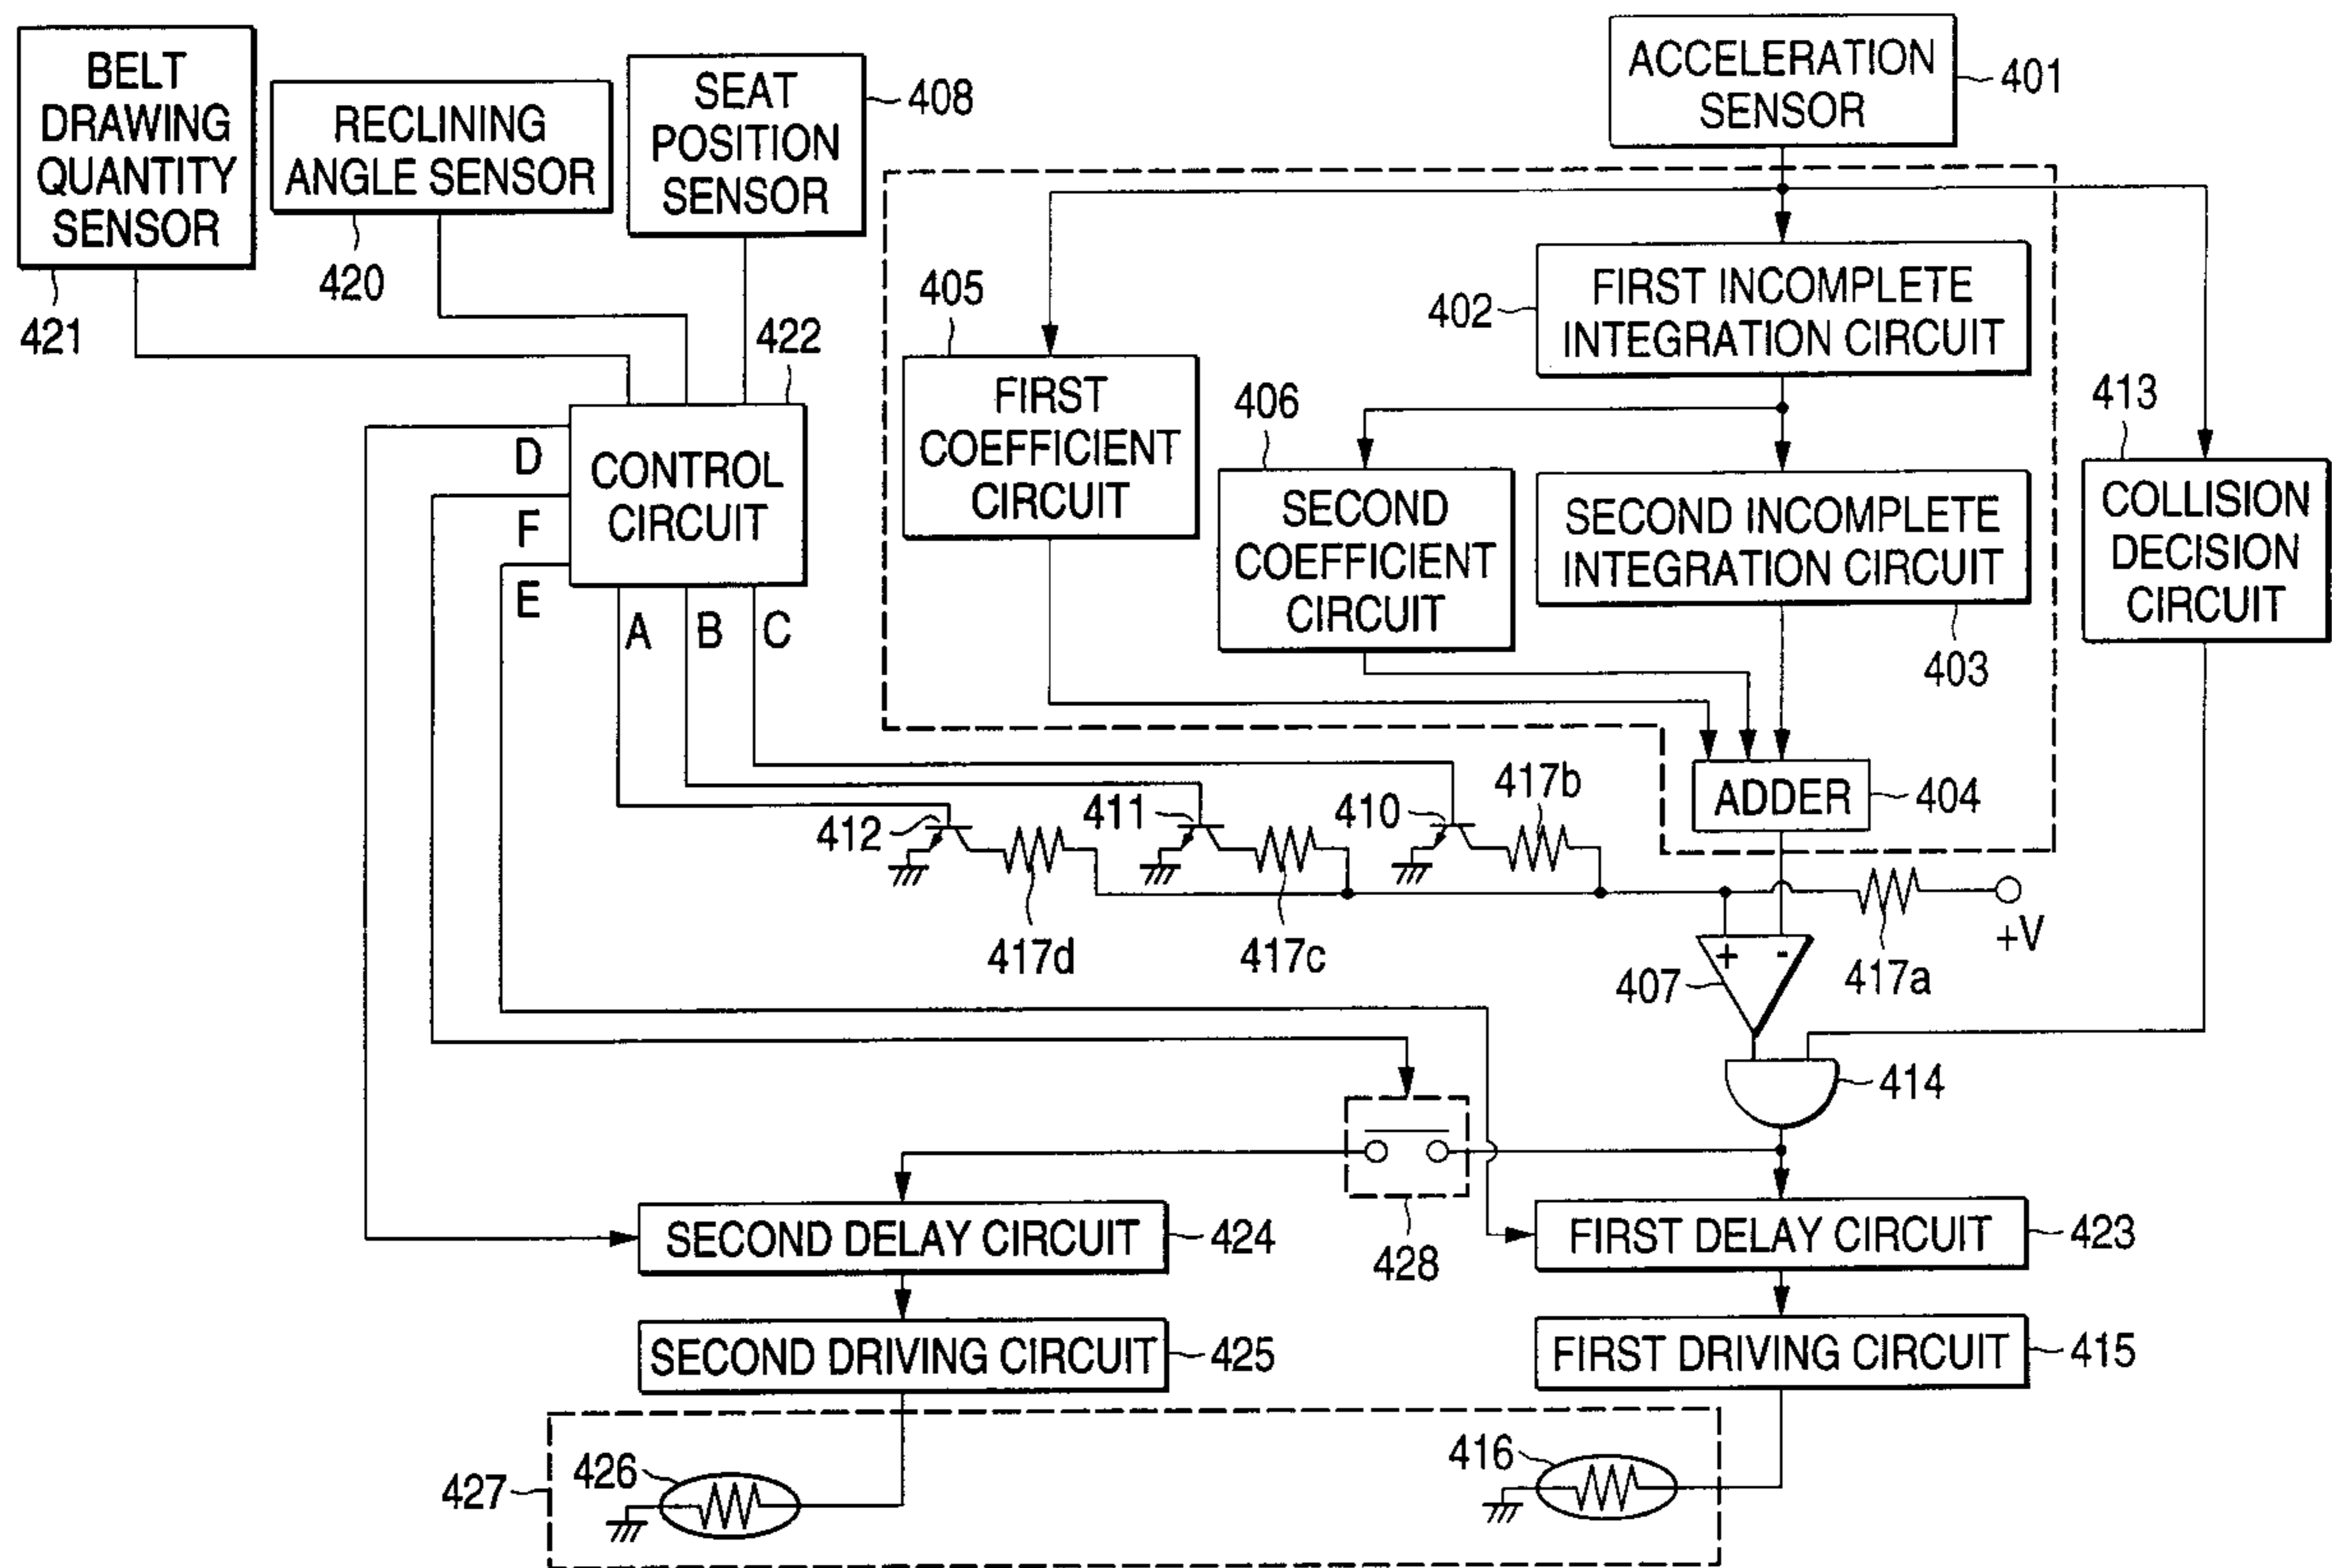 BELT
DRAWING
QUANTITY
SENSOR
421
RECLINING
ANGLE SENSOR
420
SEAT
POSITION
SENSOR
408
ACCELERATION
SENSOR
401
422
CONTROL
CIRCUIT
D
F
E
A
B
C
405
FIRST
COEFFICIENT
CIRCUIT
406
SECOND
COEFFICIENT
CIRCUIT
402
FIRST INCOMPLETE
INTEGRATION CIRCUIT
SECOND INCOMPLETE
INTEGRATION CIRCUIT
403
413
COLLISION
DECISION
CIRCUIT
ADDER
404
412
417d
411
417c
410
417b
417a
+V
+
-
407
414
428
SECOND DELAY CIRCUIT
424
FIRST DELAY CIRCUIT
423
SECOND DRIVING CIRCUIT
425
FIRST DRIVING CIRCUIT
415
427
426
416